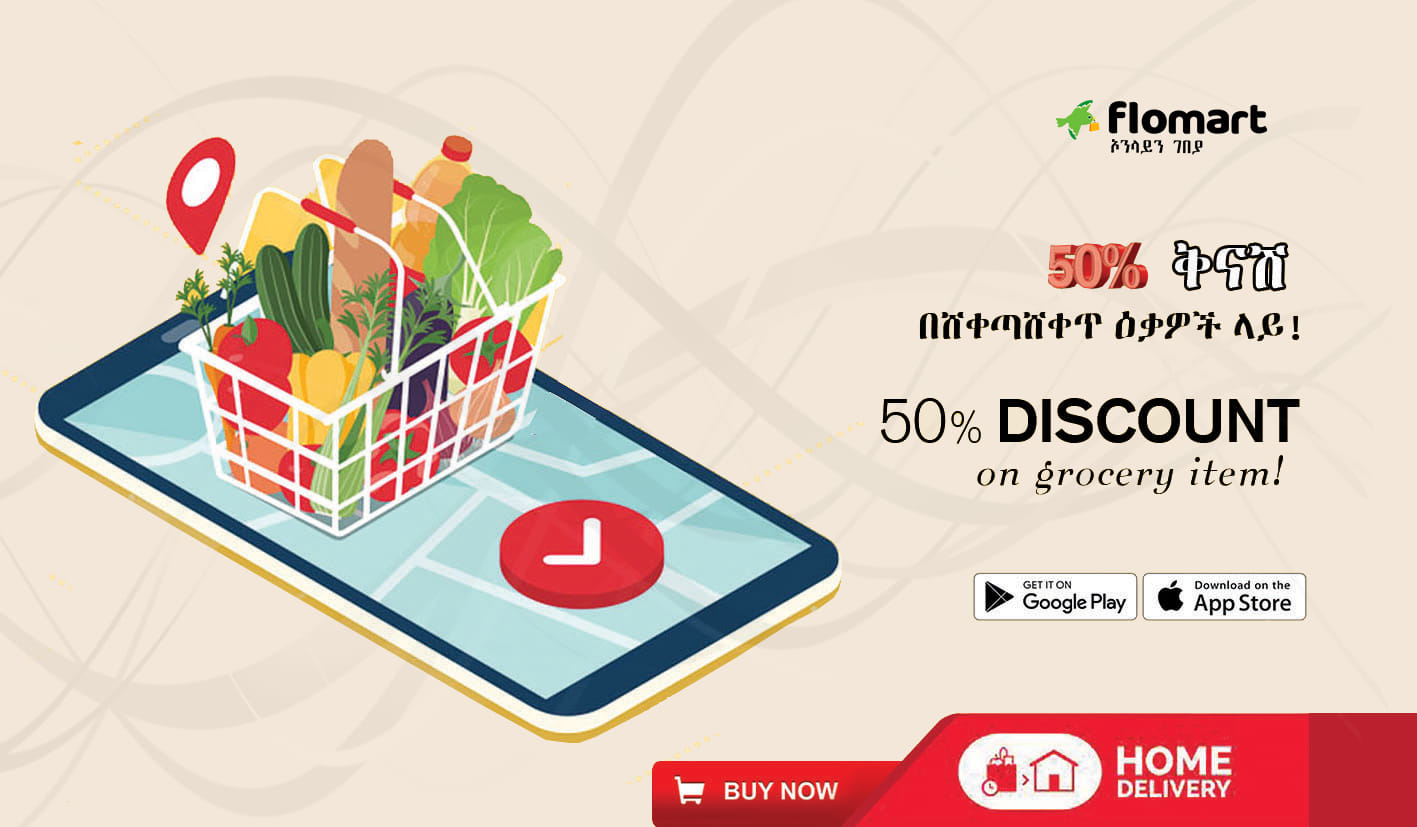 flomart
ኦንላይን ገበያ
50% ቅናሽ
በሸቀጣሸቀጥ ዕቃዎች ላይ!
50% DISCOUNT
on grocery item!
GET IT ON
Google Play
Download on the
App Store
HOME
DELIVERY
BUY NOW